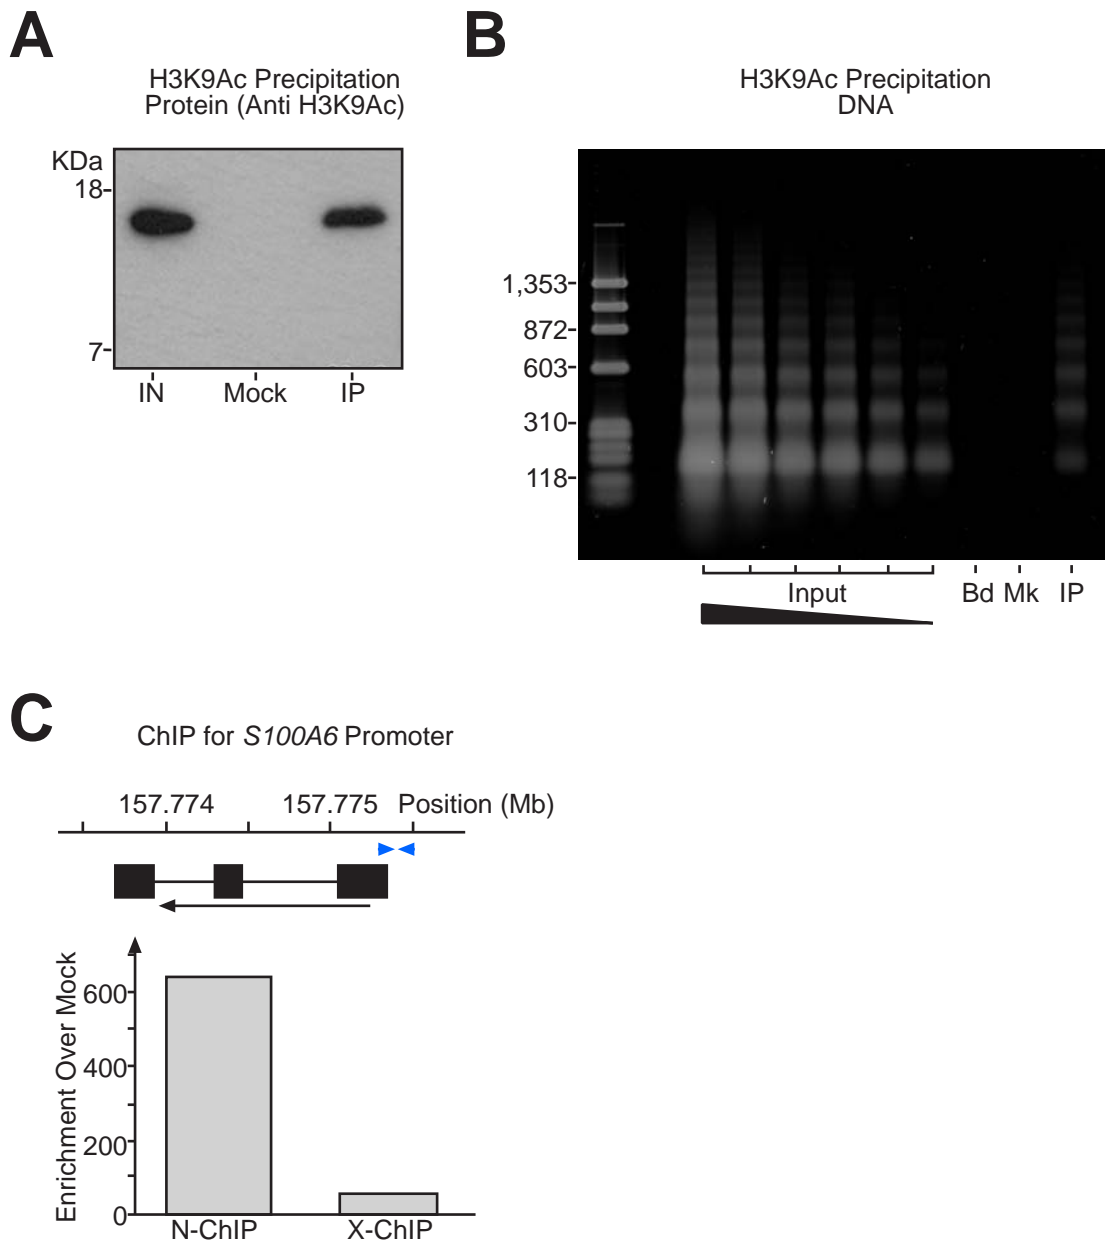 A
H3K9Ac Precipitation
Protein (Anti H3K9Ac)
KDa
18
7
IN Mock IP
B
H3K9Ac Precipitation
DNA
1,353
872
603
310
118
Input Bd Mk IP
C
ChIP for S100A6 Promoter
157.774 157.775 Position (Mb)
Enrichment Over Mock
600
400
200
0
N-ChIP X-ChIP